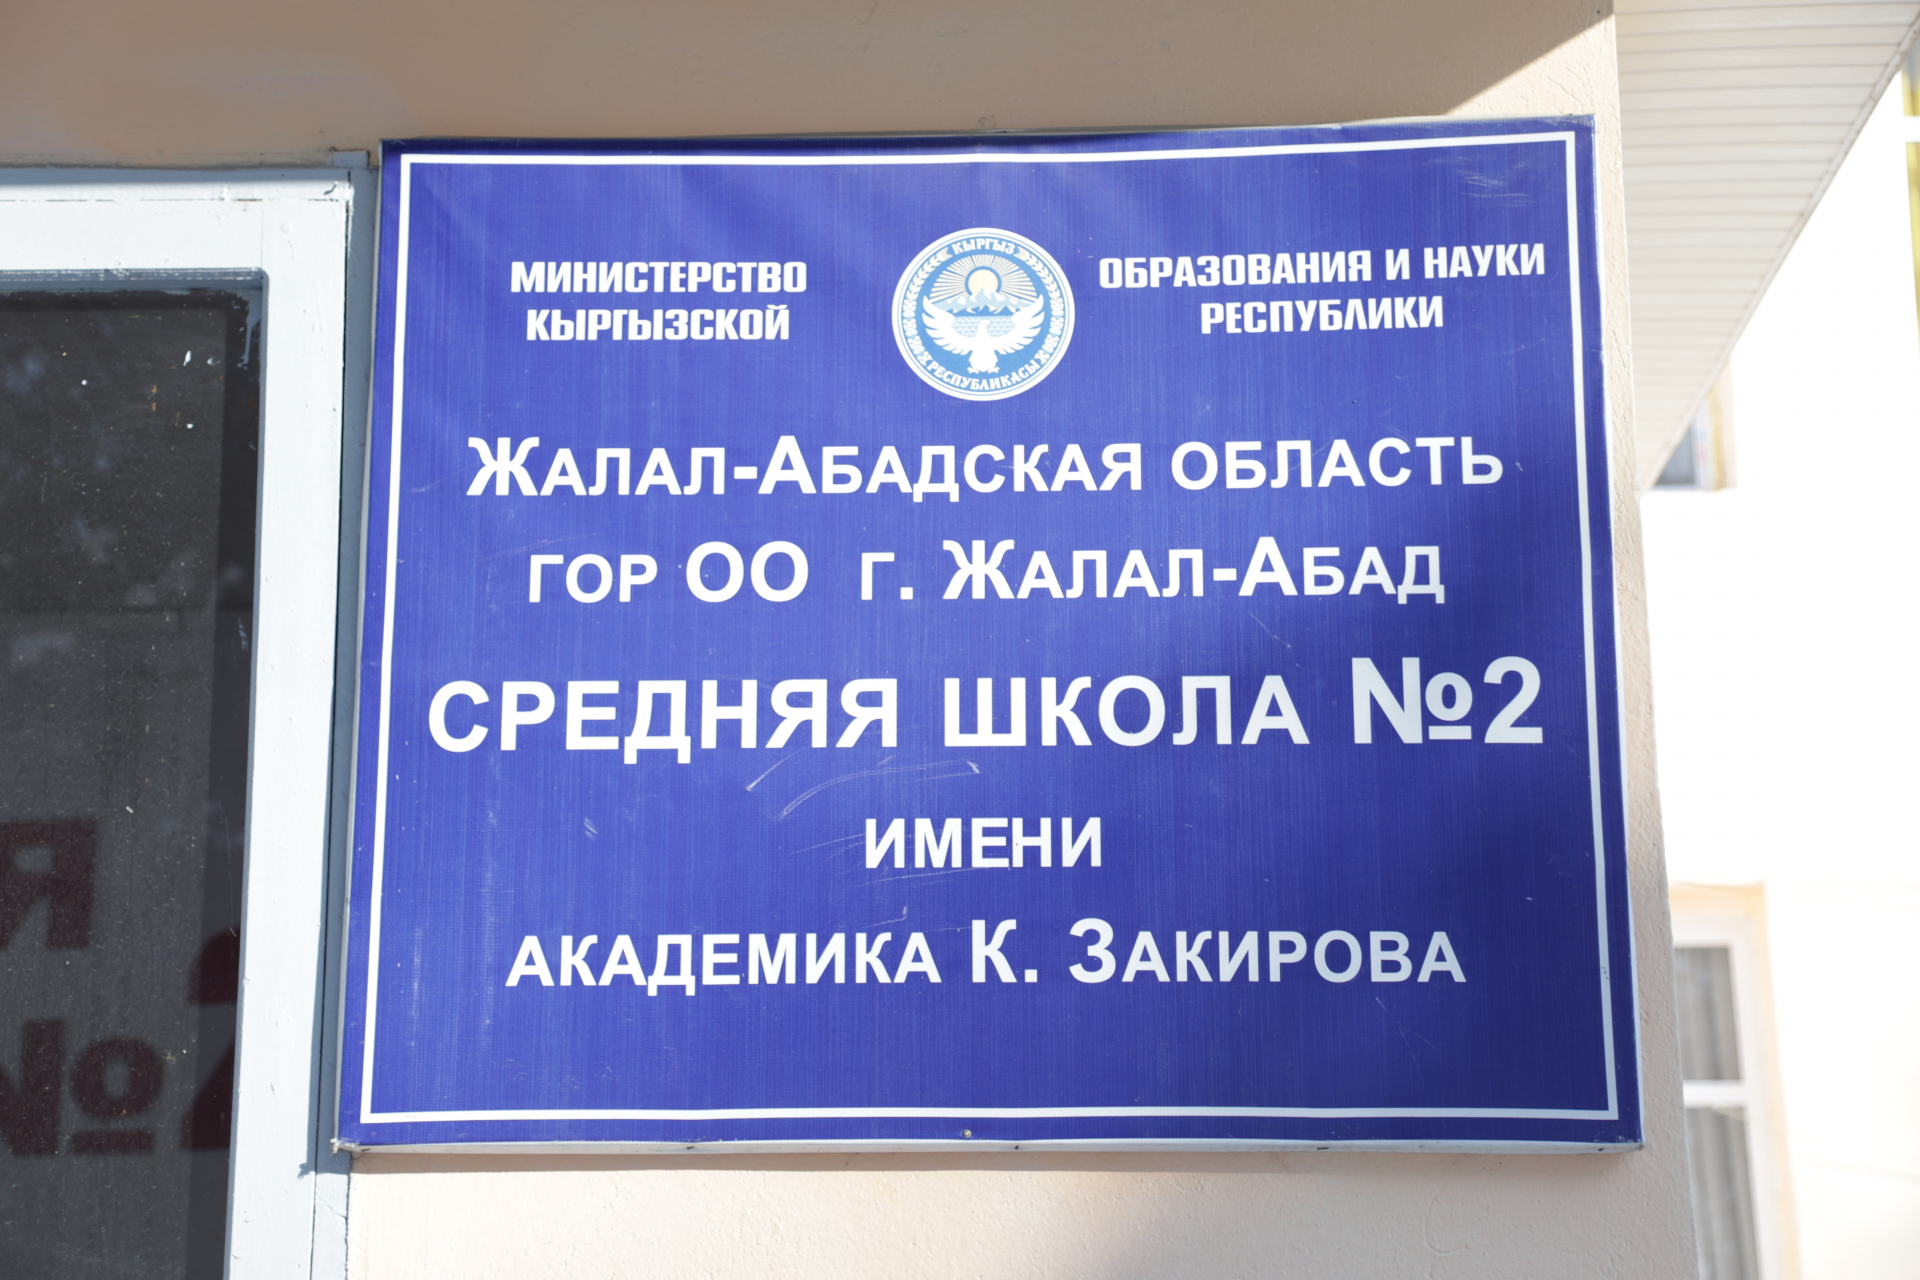 МИНИСТЕРСТВО ОБРАЗОВАНИЯ И НАУКИ
КЫРГЫЗСКОЙ РЕСПУБЛИКИ
КЫРГЫЗ
РЕСПУБЛИКАСЫ
ЖАЛАЛ-АБАДСКАЯ ОБЛАСТЬ
ГОР ОО г. ЖАЛАЛ-АБАД
СРЕДНЯЯ ШКОЛА №2
ИМЕНИ
АКАДЕМИКА К. ЗАКИРОВА
Я
№2